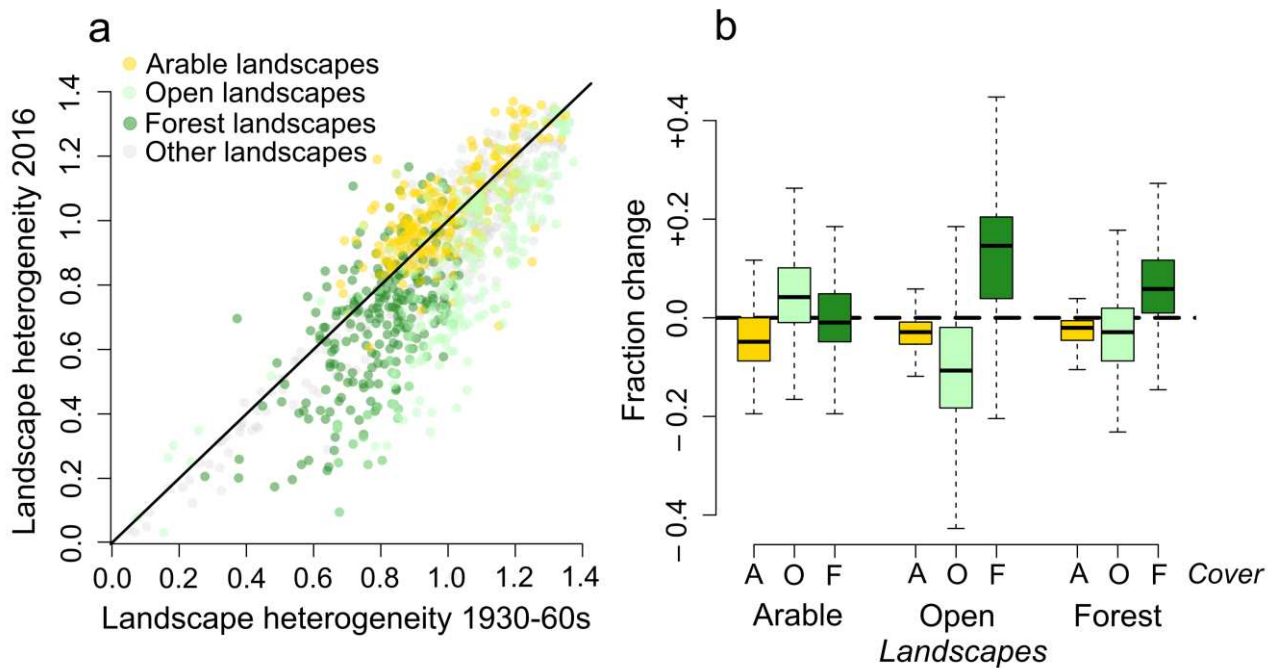 a
Arable landscapes
Open landscapes
Forest landscapes
Other landscapes
Landscape heterogeneity 2016
1.4
1.2
1.0
0.8
0.6
0.4
0.2
0.0
0.0 0.2 0.4 0.6 0.8 1.0 1.2 1.4
Landscape heterogeneity 1930-60s
b
Fraction change
+0.4
+0.2
0.0
− 0.2
− 0.4
A O F A O F A O F Cover
Arable Open Forest
Landscapes